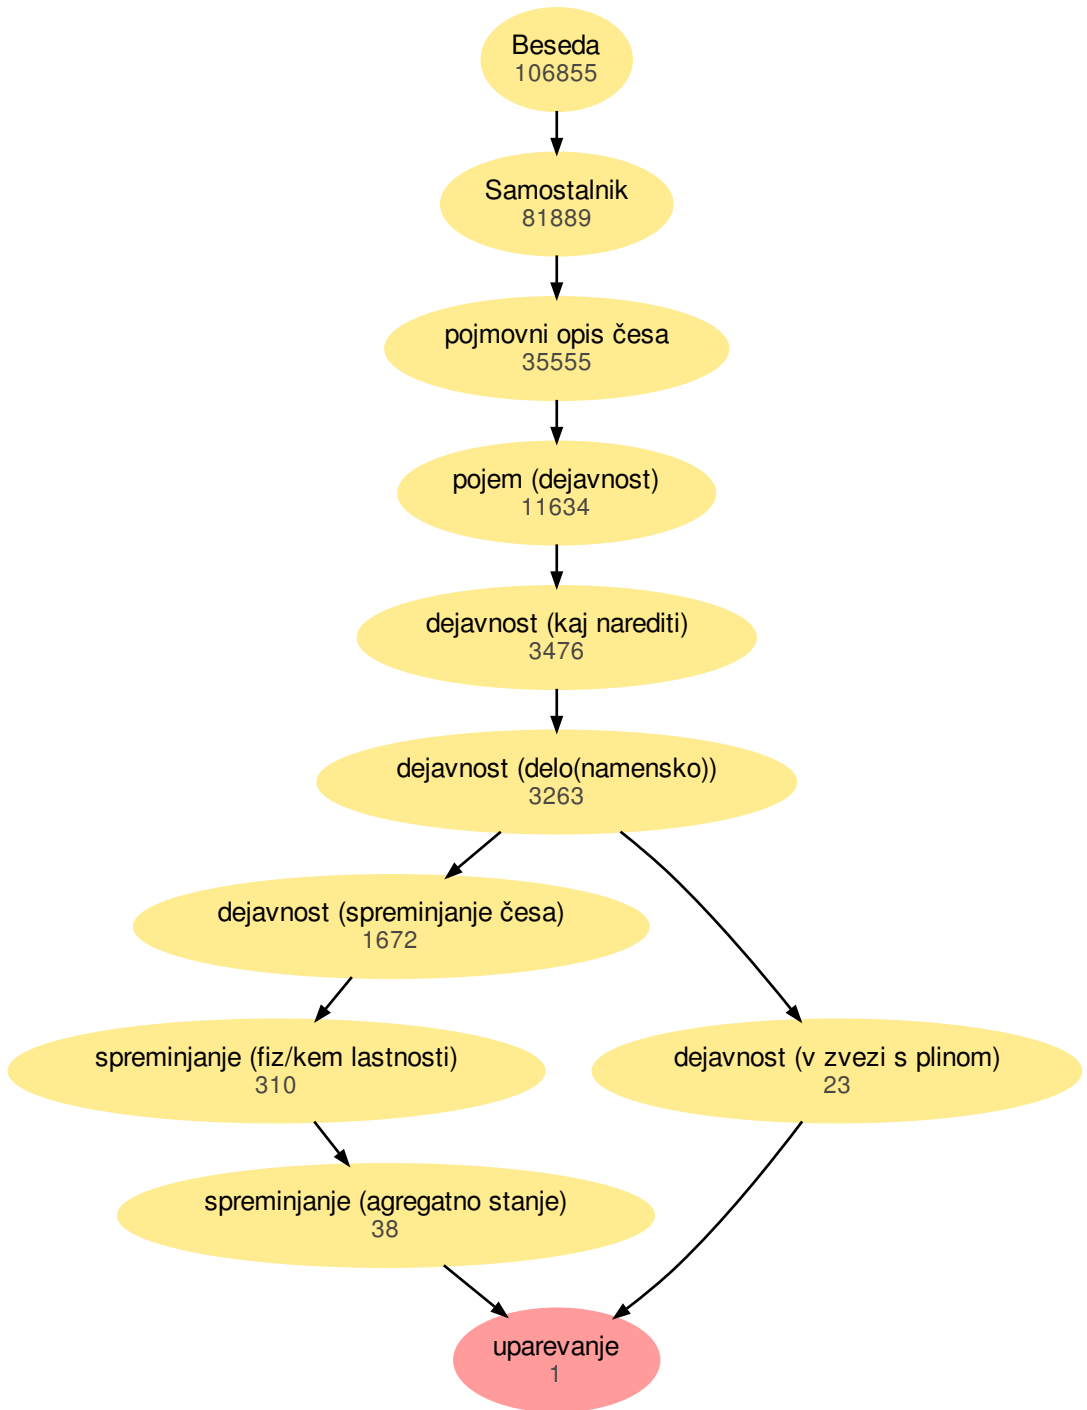 Beseda
106855
Samostalnik
81889
pojmovni opis česa
35555
pojem (dejavnost)
11634
dejavnost (kaj narediti)
3476
dejavnost (delo(namensko))
3263
dejavnost (spreminjanje česa)
1672
spreminjanje (fiz/kem lastnosti)
310
dejavnost (v zvezi s plinom)
23
spreminjanje (agregatno stanje)
38
uparevanje
1